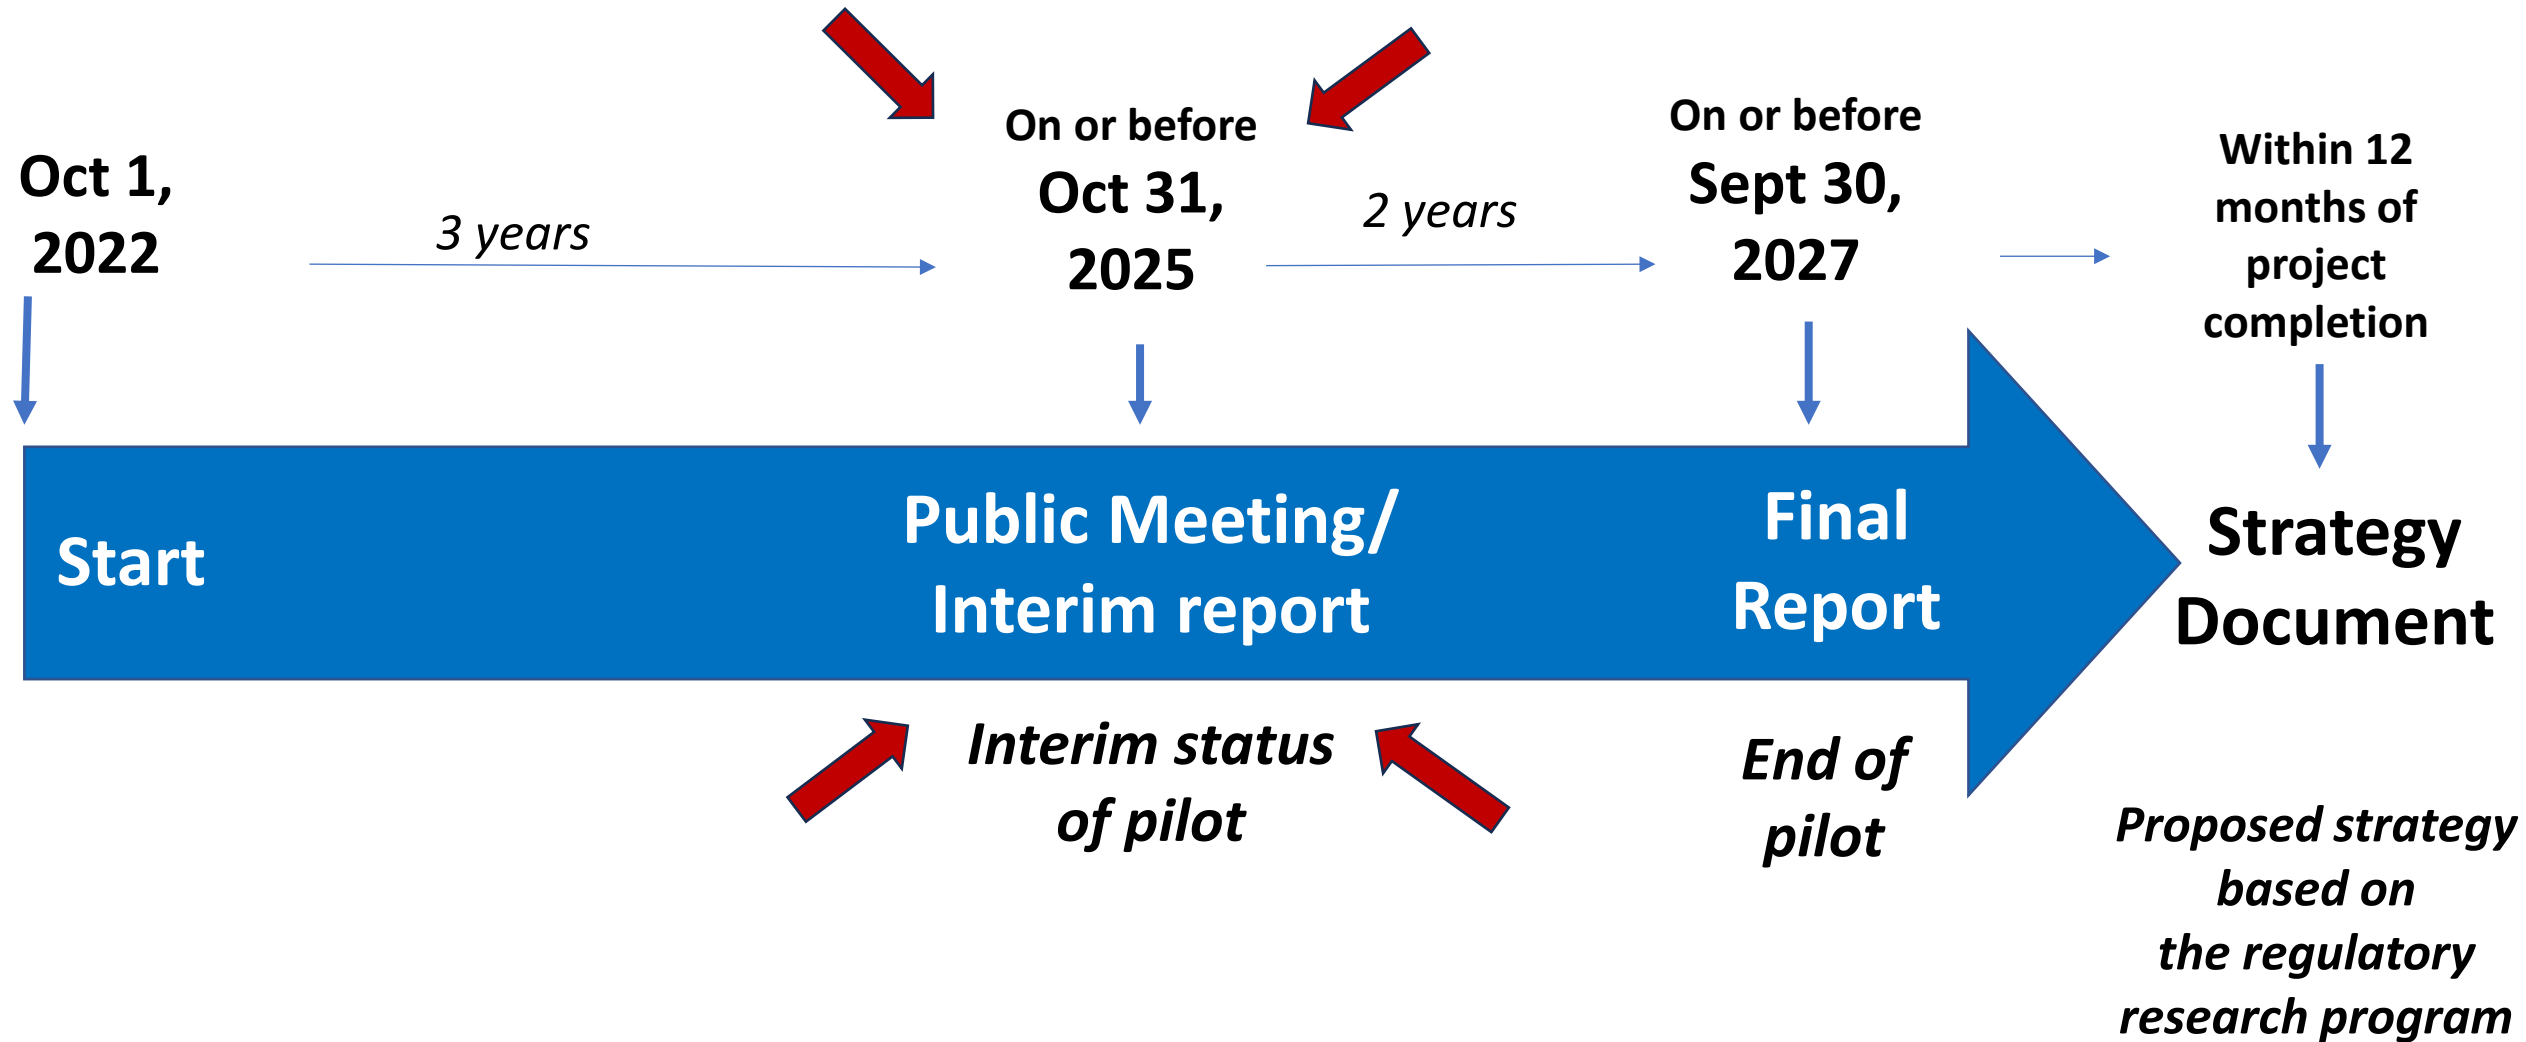 Oct 1,
2022
3 years
On or before
Oct 31,
2025
2 years
On or before
Sept 30,
2027
Within 12
months of
project
completion
Start
Public Meeting/
Interim report
Final
Report
Strategy
Document
Interim status
of pilot
End of
pilot
Proposed strategy
based on
the regulatory
research program